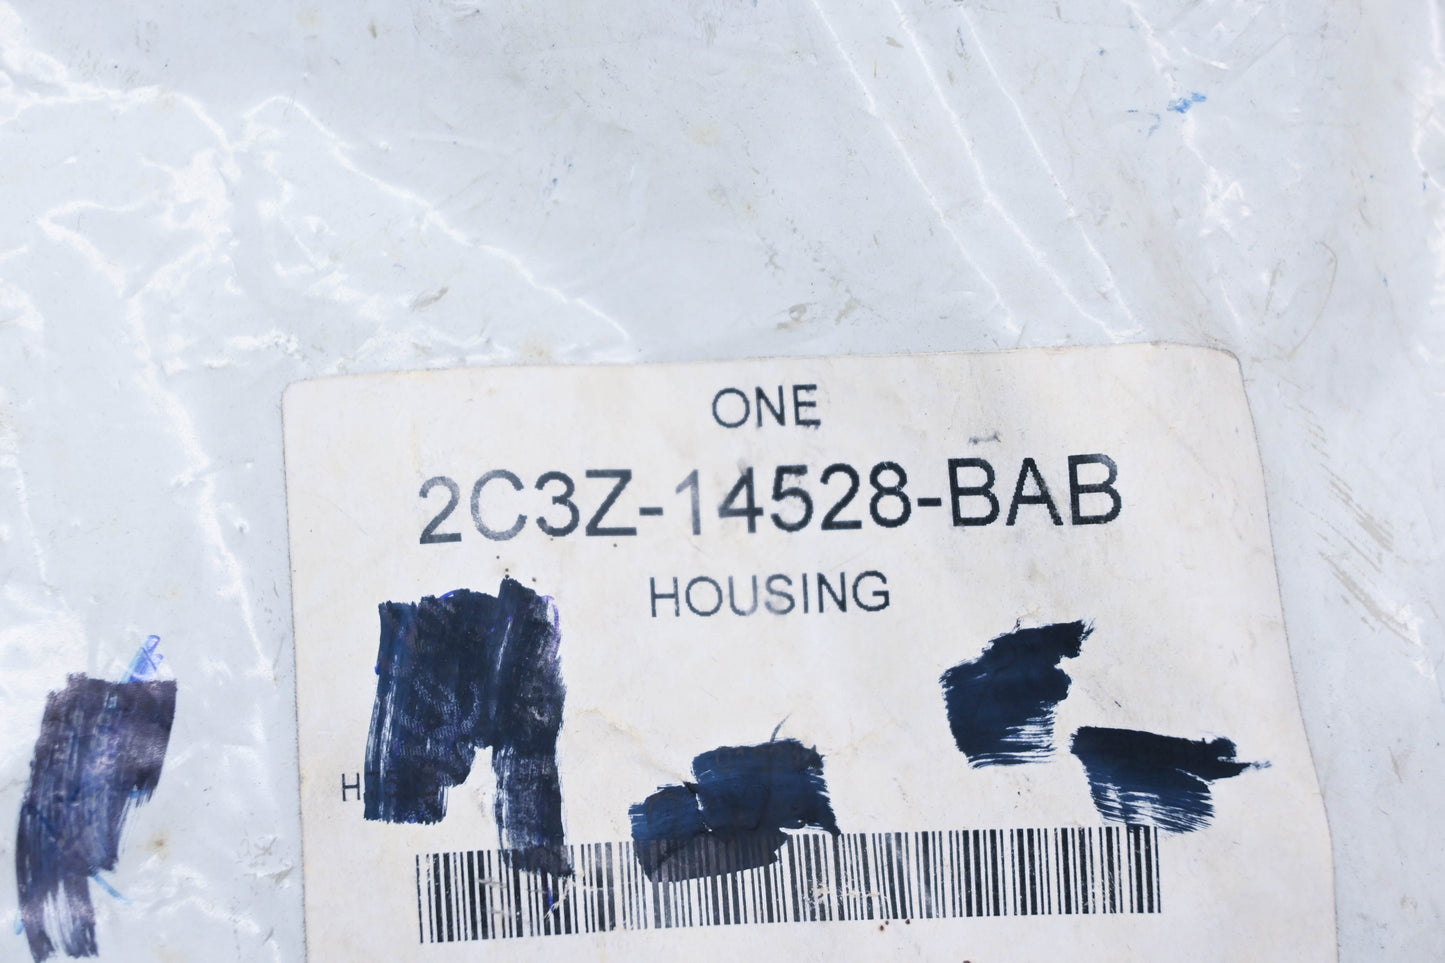 ONE
2C3Z-14528-BAB
HOUSING